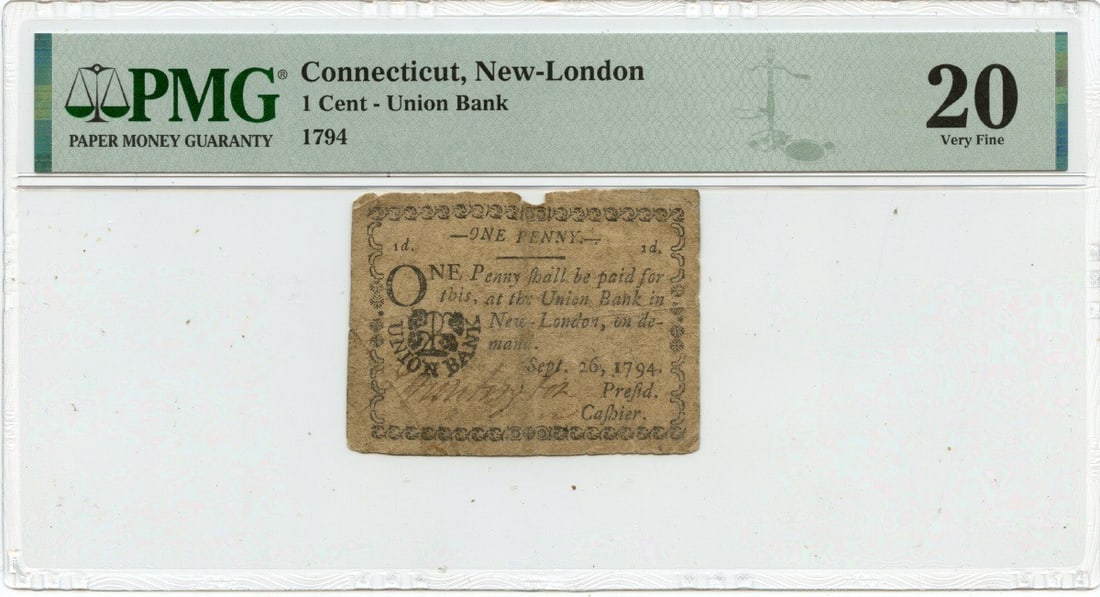 PMG®
PAPER MONEY GUARANTY
Connecticut, New-London
1 Cent - Union Bank
1794
20
Very Fine
—ONE PENNY.—
1d. 1d.
ONE Penny ſhall be paid for
this, at the Union Bank in
New-London, on de-
mand.
UNION BANK
Sept. 26, 1794.
Preſid.
Caſhier.